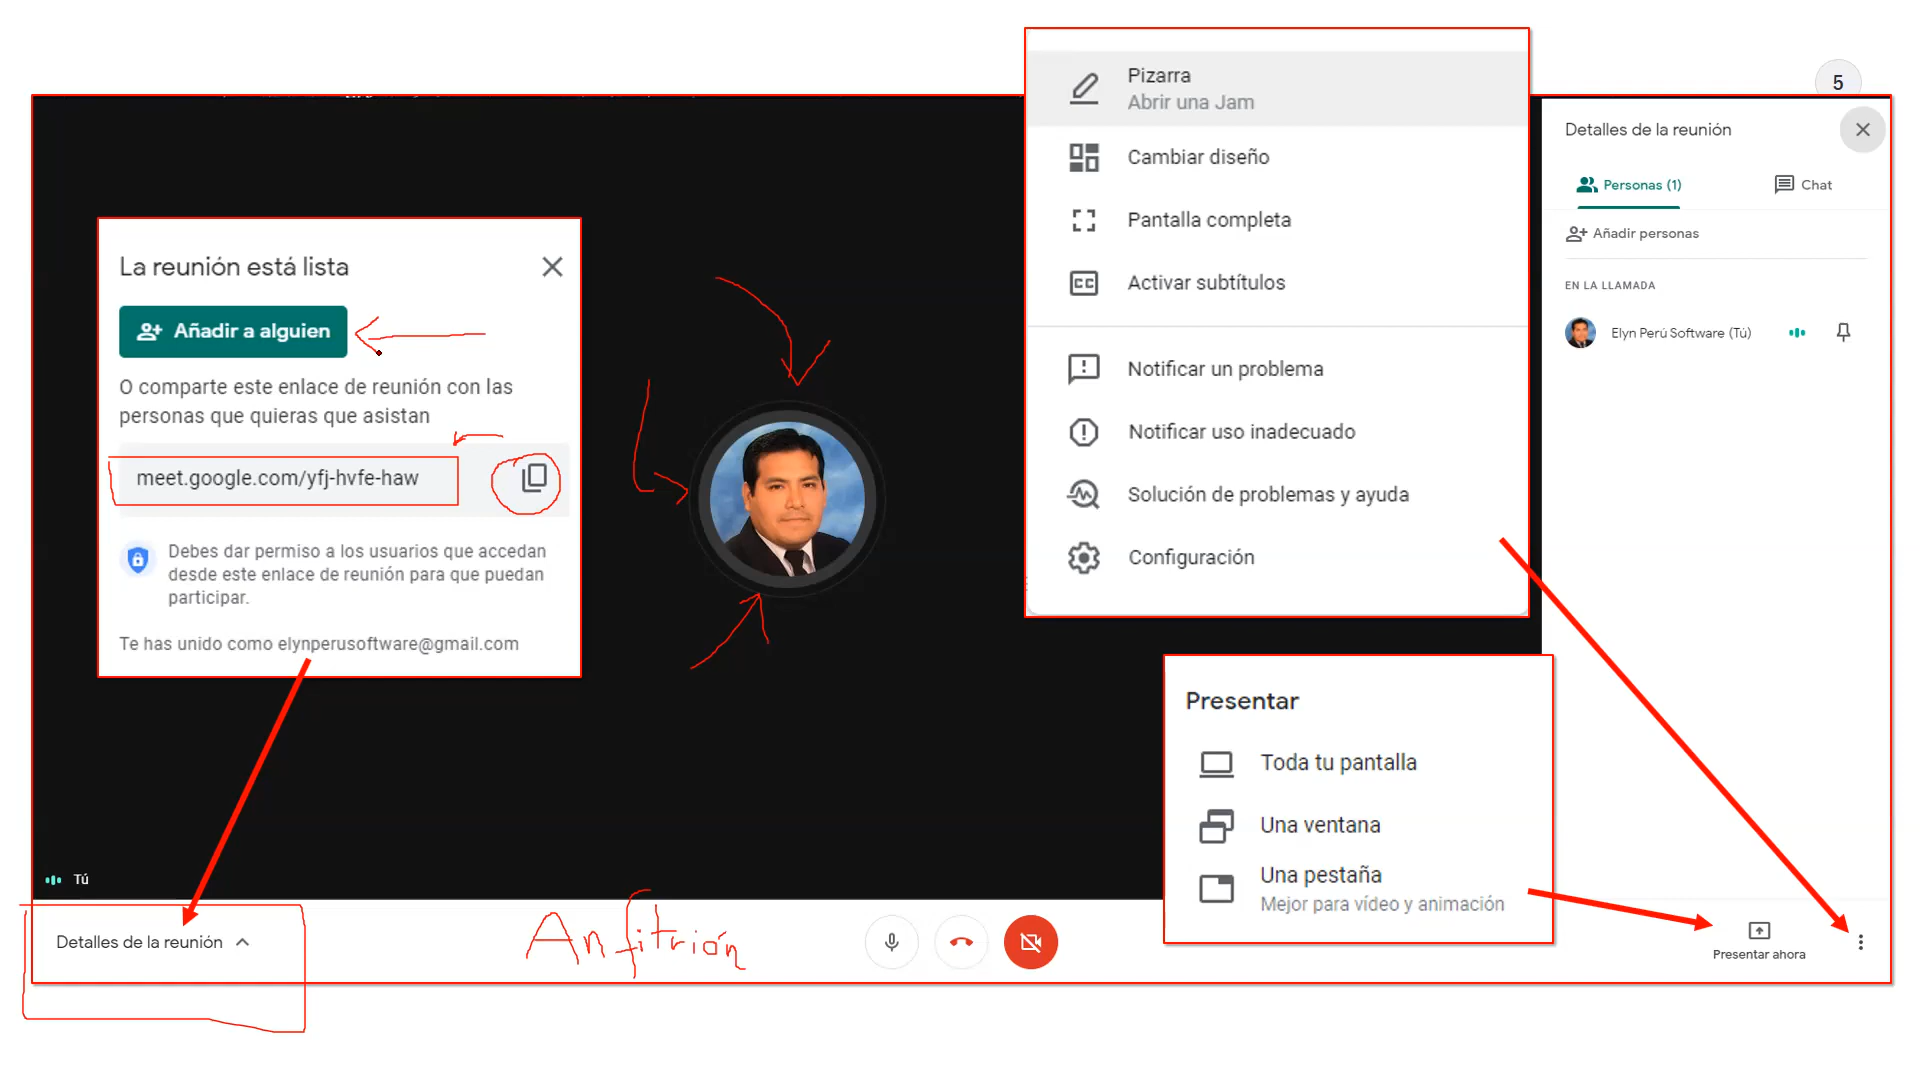 5
La reunión está lista
Añadir a alguien
O comparte este enlace de reunión con las
personas que quieras que asistan
meet.google.com/yfj-hvfe-haw
Debes dar permiso a los usuarios que accedan
desde este enlace de reunión para que puedan
participar.
Te has unido como elynperusoftware@gmail.com
Pizarra
Abrir una Jam
Cambiar diseño
Pantalla completa
Activar subtítulos
Notificar un problema
Notificar uso inadecuado
Solución de problemas y ayuda
Configuración
Detalles de la reunión
Personas (1)
Chat
Añadir personas
EN LA LLAMADA
Elyn Perú Software (Tú)
Presentar
Toda tu pantalla
Una ventana
Una pestaña
Mejor para vídeo y animación
Tú
Detalles de la reunión
Anfitrión
Presentar ahora